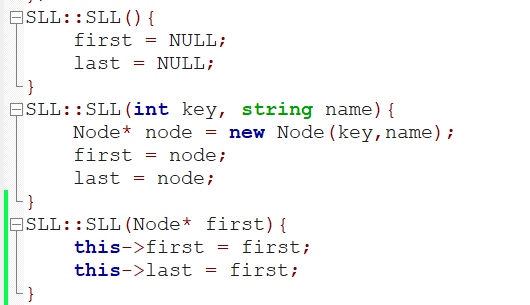 SLL::SLL(){
first = NULL;
last = NULL;
}
SLL::SLL(int key, string name){
Node* node = new Node(key,name);
first = node;
last = node;
}
SLL::SLL(Node* first){
this->first = first;
this->last = first;
}